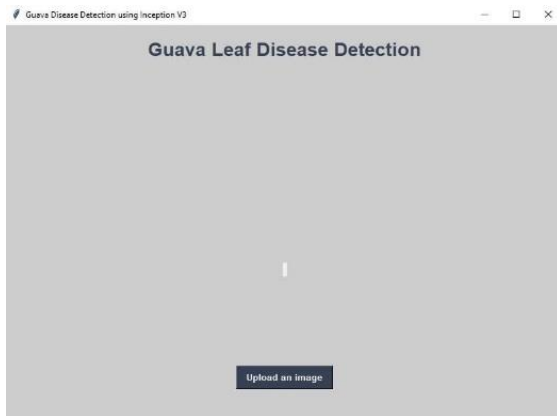 Guava Disease Detection using Inception V3
Guava Leaf Disease Detection
Upload an image